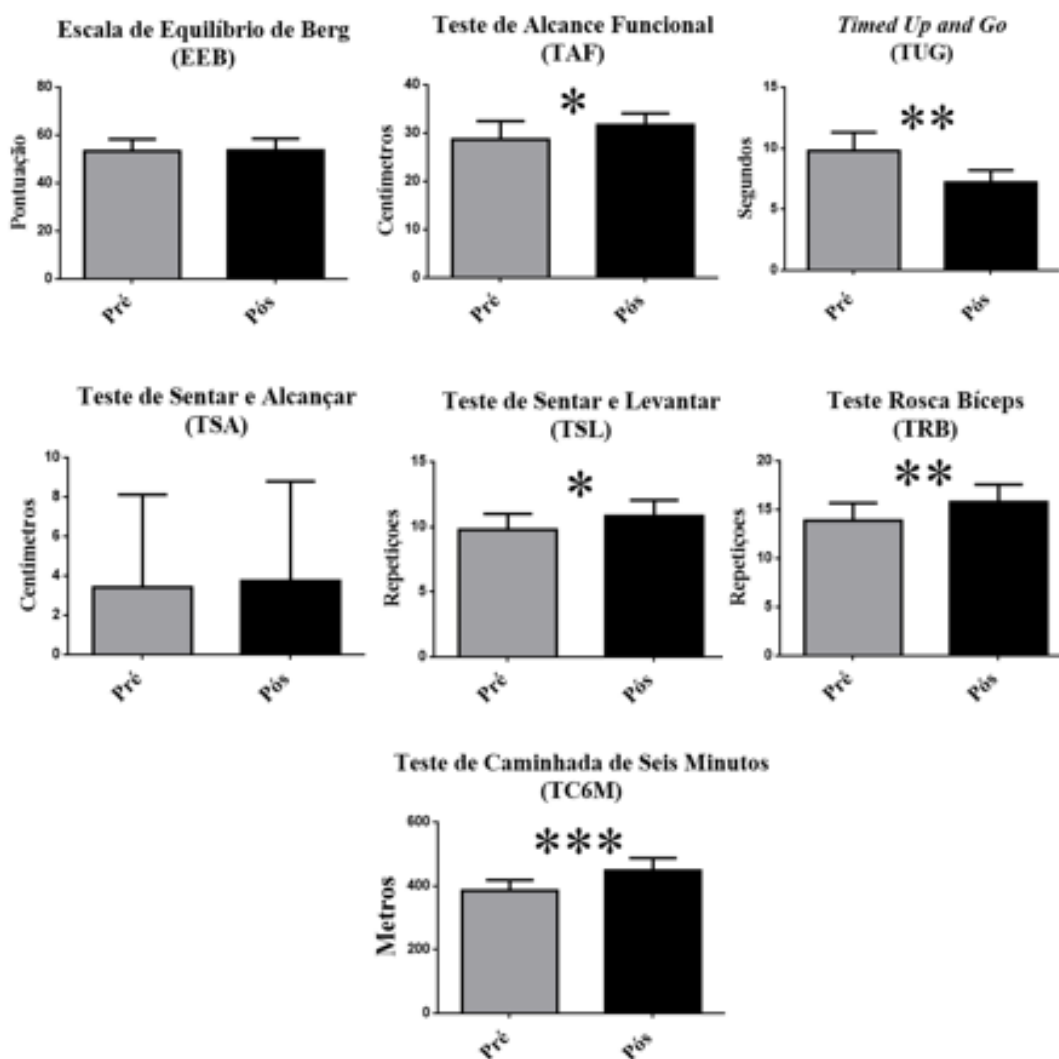 Escala de Equilíbrio de Berg
(EEB)
Pontuação
80
60
40
20
0
Pré
Pós
Teste de Alcance Funcional
(TAF)
Centímetros
40
30
20
10
0
*
Pré
Pós
Timed Up and Go
(TUG)
Segundos
15
10
5
0
**
Pré
Pós
Teste de Sentar e Alcançar
(TSA)
Centímetros
10
8
6
4
2
0
Pré
Pós
Teste de Sentar e Levantar
(TSL)
Repetiçoes
15
10
5
0
*
Pré
Pós
Teste Rosca Bíceps
(TRB)
Repetiçoes
20
15
10
5
0
**
Pré
Pós
Teste de Caminhada de Seis Minutos
(TC6M)
Metros
600
400
200
0
***
Pré
Pós